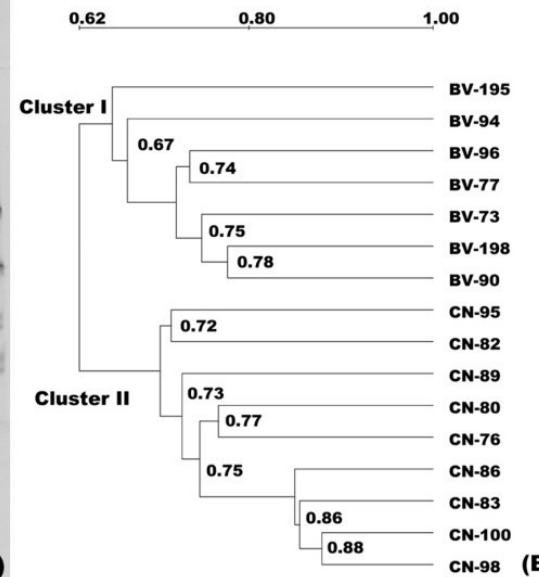 0.62 0.80 1.00
BV-195
Cluster I
BV-94
0.67
BV-96
0.74
BV-77
BV-73
0.75
BV-198
0.78
BV-90
CN-95
0.72
CN-82
CN-89
0.73
Cluster II
CN-80
0.77
CN-76
0.75
CN-86
CN-83
0.86
CN-100
0.88
CN-98